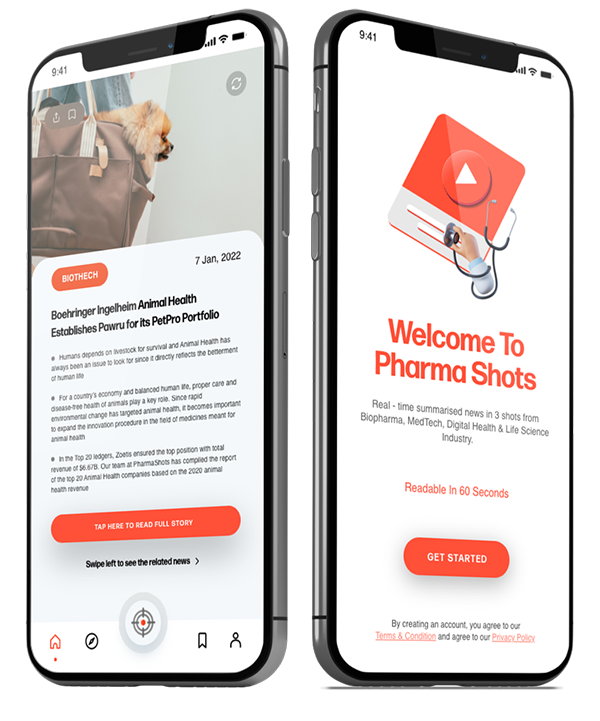 9:41
BIOTHECH
7 Jan, 2022
Boehringer Ingelheim Animal Health
Establishes Pawru for its PetPro Portfolio
Humans depends on livestock for survival and Animal Health has
always been an issue to look for since it directly reflects the betterment
of human life
For a country's economy and balanced human life, proper care and
disease-free health of animals play a key role. Since rapid
environmental change has targeted animal health, it becomes important
to expand the innovation procedure in the field of medicines meant for
animal health
In the Top 20 ledgers, Zoets ensured the top position with total
revenue of $6.67B. Our team at PharmaShots has compiled the report
of the top 20 Animal Health companies based on the 2020 animal
health revenue
TAP HERE TO READ FULL STORY
Swipe left to see the related news
9:41
Welcome To
Pharma Shots
Real - time summarised news in 3 shots from
Biopharma, MedTech, Digital Health & Life Science
Industry.
Readable In 60 Seconds
GET STARTED
By creating an account, you agree to our
Terms & Condition and agree to our Privacy Policy